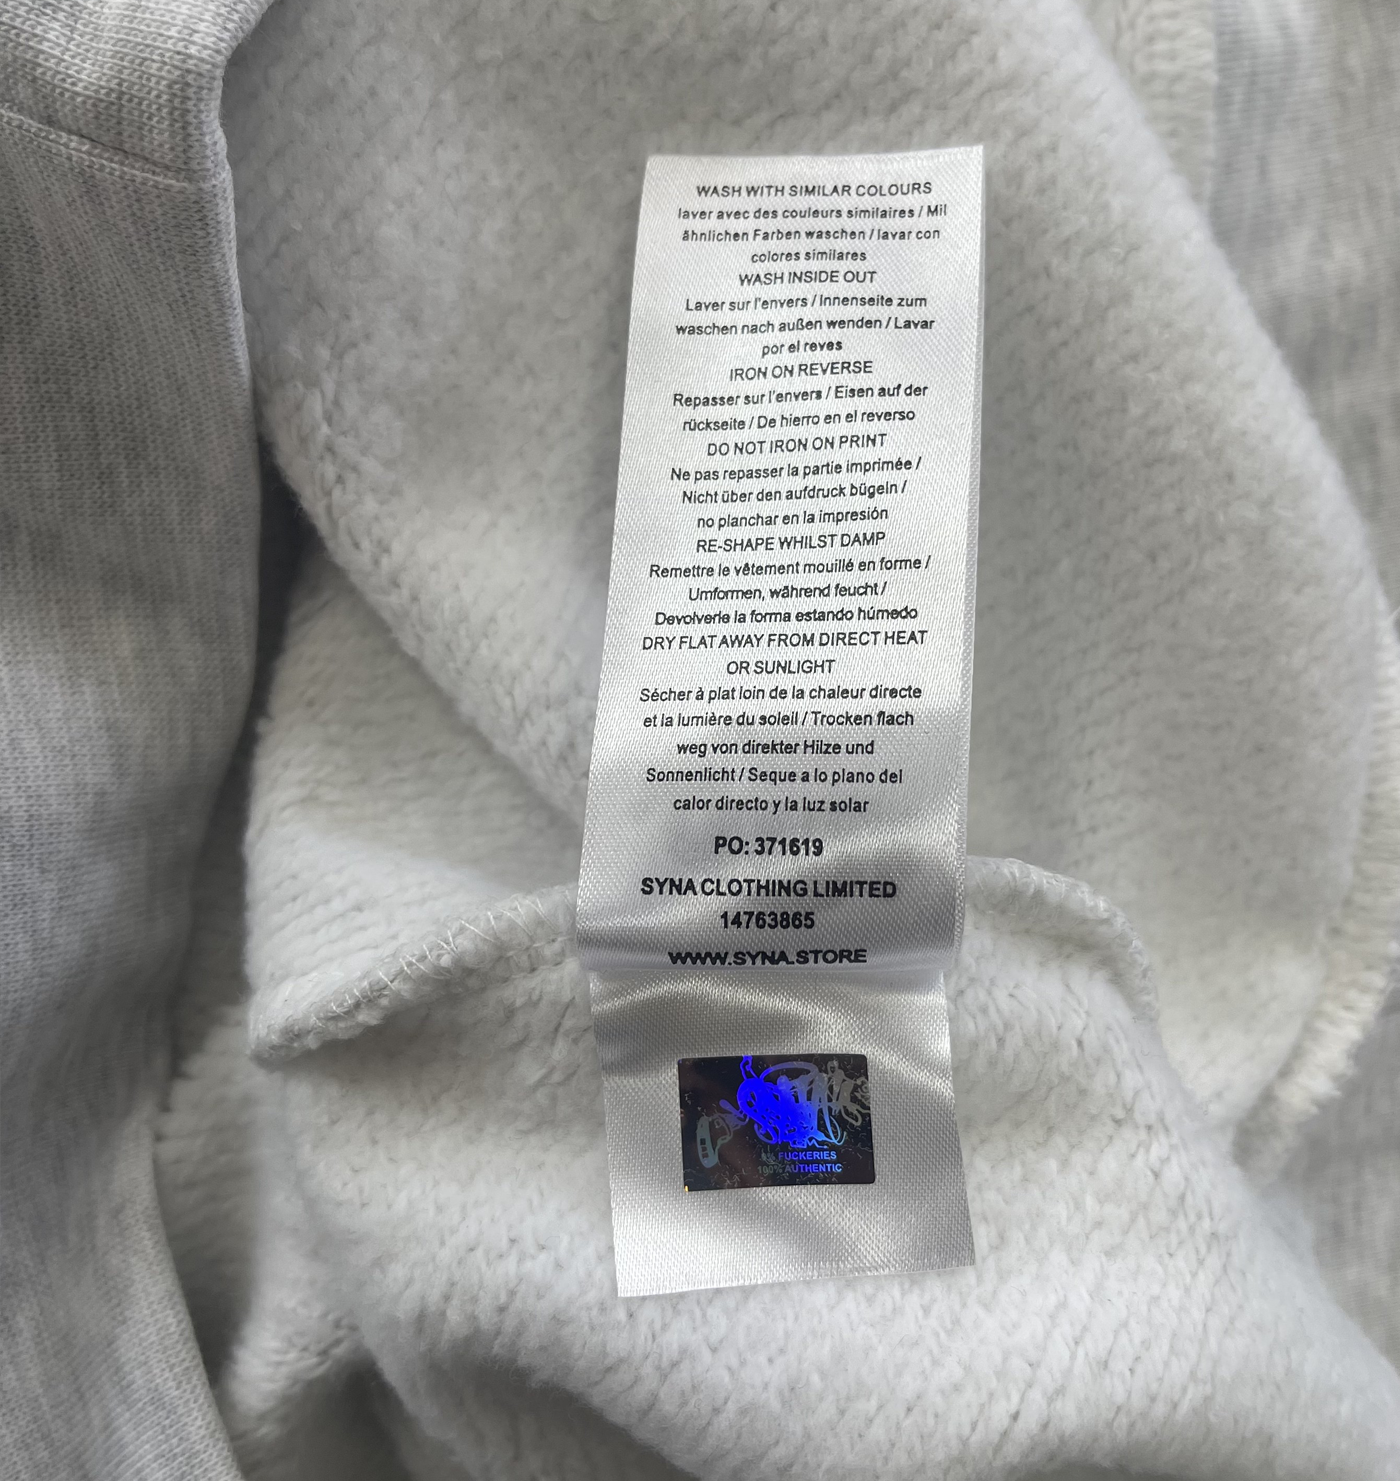 WASH WITH SIMILAR COLOURS
laver avec des couleurs similaires / Mil
ähnlichen Farben waschen / lavar con
colores similares
WASH INSIDE OUT
Laver sur l'envers / Innenseite zum
waschen nach außen wenden / Lavar
por el reves
IRON ON REVERSE
Repasser sur l'envers / Eisen auf der
rückseite / De hierro en el reverso
DO NOT IRON ON PRINT
Ne pas repasser la partie imprimée /
Nicht über den aufdruck bügeln /
no planchar en la impresión
RE-SHAPE WHILST DAMP
Remettre le vêtement mouillé en forme /
Umformen, während feucht /
Devolverle la forma estando húmedo
DRY FLAT AWAY FROM DIRECT HEAT
OR SUNLIGHT
Sécher à plat loin de la chaleur directe
et la lumière du soleil / Trocken flach
weg von direkter Hilze und
Sonnenlicht / Seque a lo plano del
calor directo y la luz solar
PO: 371619
SYNA CLOTHING LIMITED
14763865
WWW.SYNA.STORE
FUCKERIES
100% AUTHENTIC